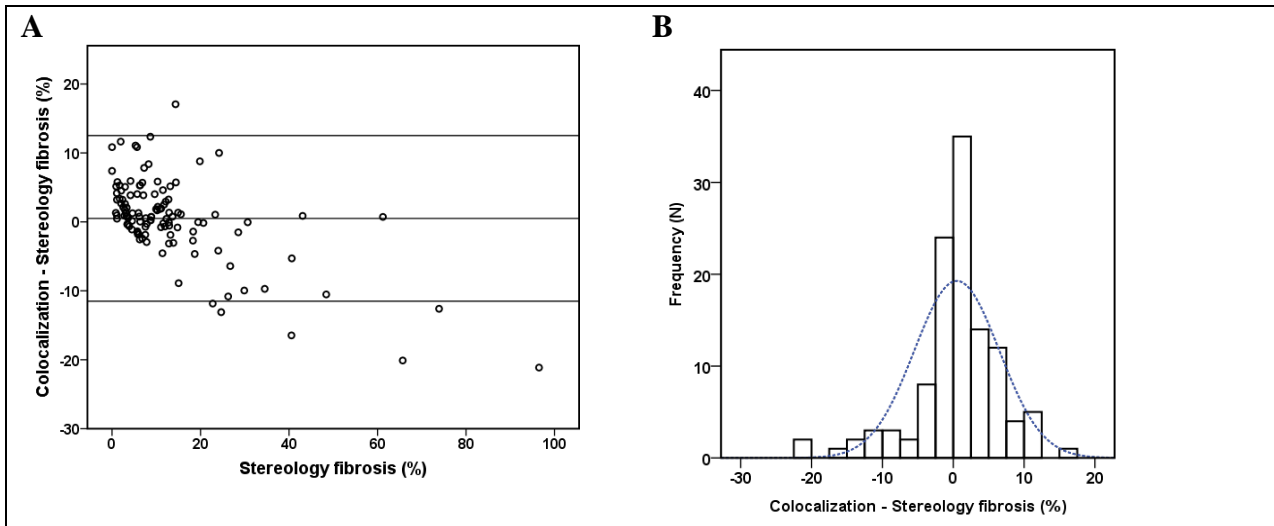 A
Colocalization - Stereology fibrosis (%)
20
10
0
-10
-20
-30
0 20 40 60 80 100
Stereology fibrosis (%)
B
Frequency (N)
40
30
20
10
0
-30 -20 -10 0 10 20
Colocalization - Stereology fibrosis (%)